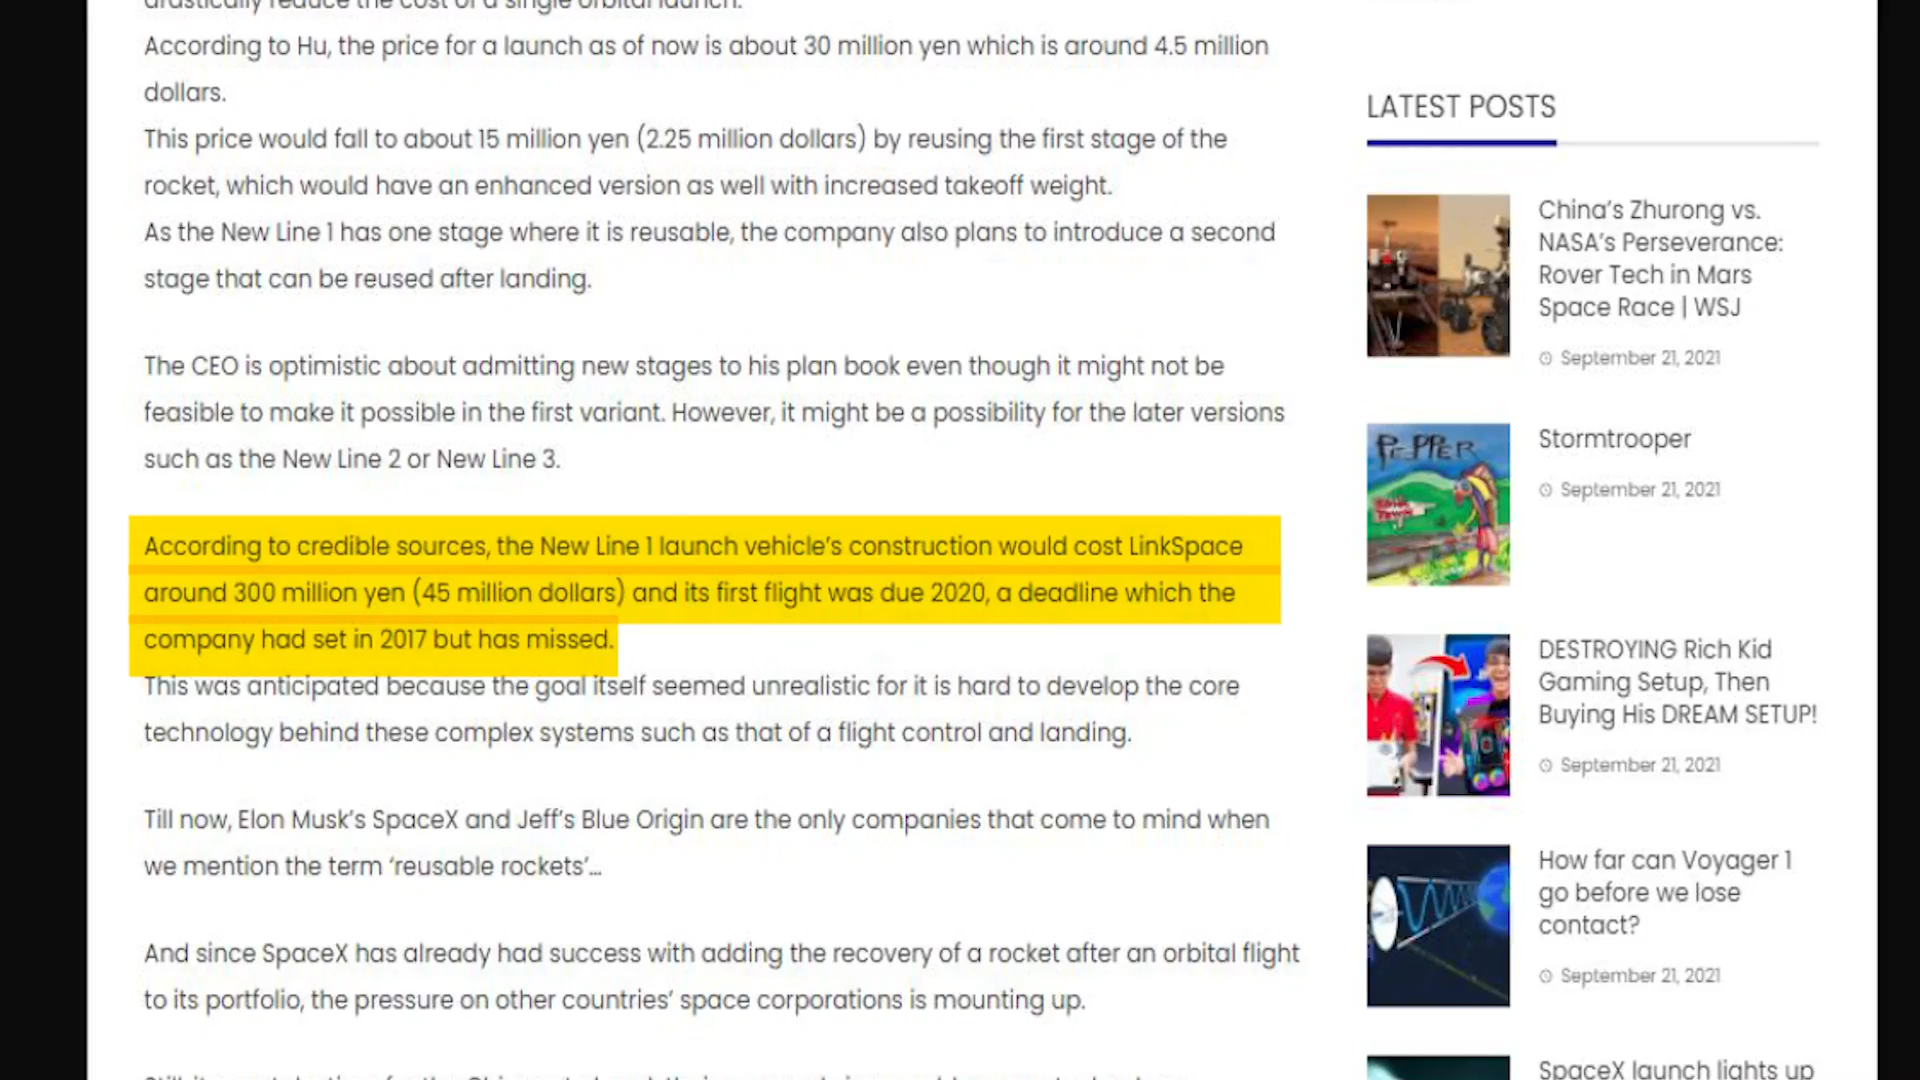 drastically reduce the cost of a single orbital launch.
According to Hu, the price for a launch as of now is about 30 million yen which is around 4.5 million
dollars.
This price would fall to about 15 million yen (2.25 million dollars) by reusing the first stage of the
rocket, which would have an enhanced version as well with increased takeoff weight.
As the New Line 1 has one stage where it is reusable, the company also plans to introduce a second
stage that can be reused after landing.
The CEO is optimistic about admitting new stages to his plan book even though it might not be
feasible to make it possible in the first variant. However, it might be a possibility for the later versions
such as the New Line 2 or New Line 3.
According to credible sources, the New Line 1 launch vehicle’s construction would cost LinkSpace
around 300 million yen (45 million dollars) and its first flight was due 2020, a deadline which the
company had set in 2017 but has missed.
This was anticipated because the goal itself seemed unrealistic for it is hard to develop the core
technology behind these complex systems such as that of a flight control and landing.
Till now, Elon Musk’s SpaceX and Jeff’s Blue Origin are the only companies that come to mind when
we mention the term ‘reusable rockets’…
And since SpaceX has already had success with adding the recovery of a rocket after an orbital flight
to its portfolio, the pressure on other countries’ space corporations is mounting up.
LATEST POSTS
China’s Zhurong vs.
NASA’s Perseverance:
Rover Tech in Mars
Space Race | WSJ
September 21, 2021
PEPPER
Stormtrooper
September 21, 2021
DESTROYING Rich Kid
Gaming Setup, Then
Buying His DREAM SETUP!
September 21, 2021
How far can Voyager 1
go before we lose
contact?
September 21, 2021
SpaceX launch lights up